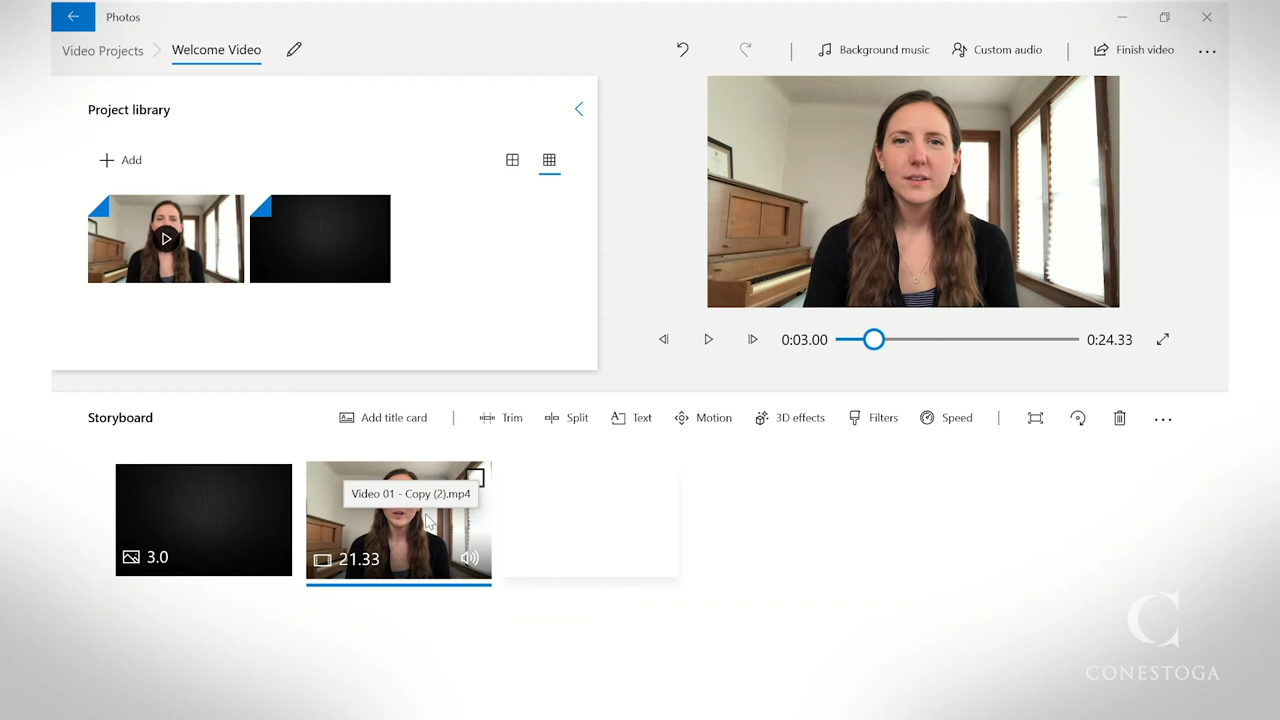 Photos
Video Projects
Welcome Video
Background music
Custom audio
Finish video
Project library
Add
0:03.00
0:24.33
Storyboard
Add title card
Trim
Split
Text
Motion
3D effects
Filters
Speed
Video 01 - Copy (2).mp4
3.0
21.33
C
CONESTOGA